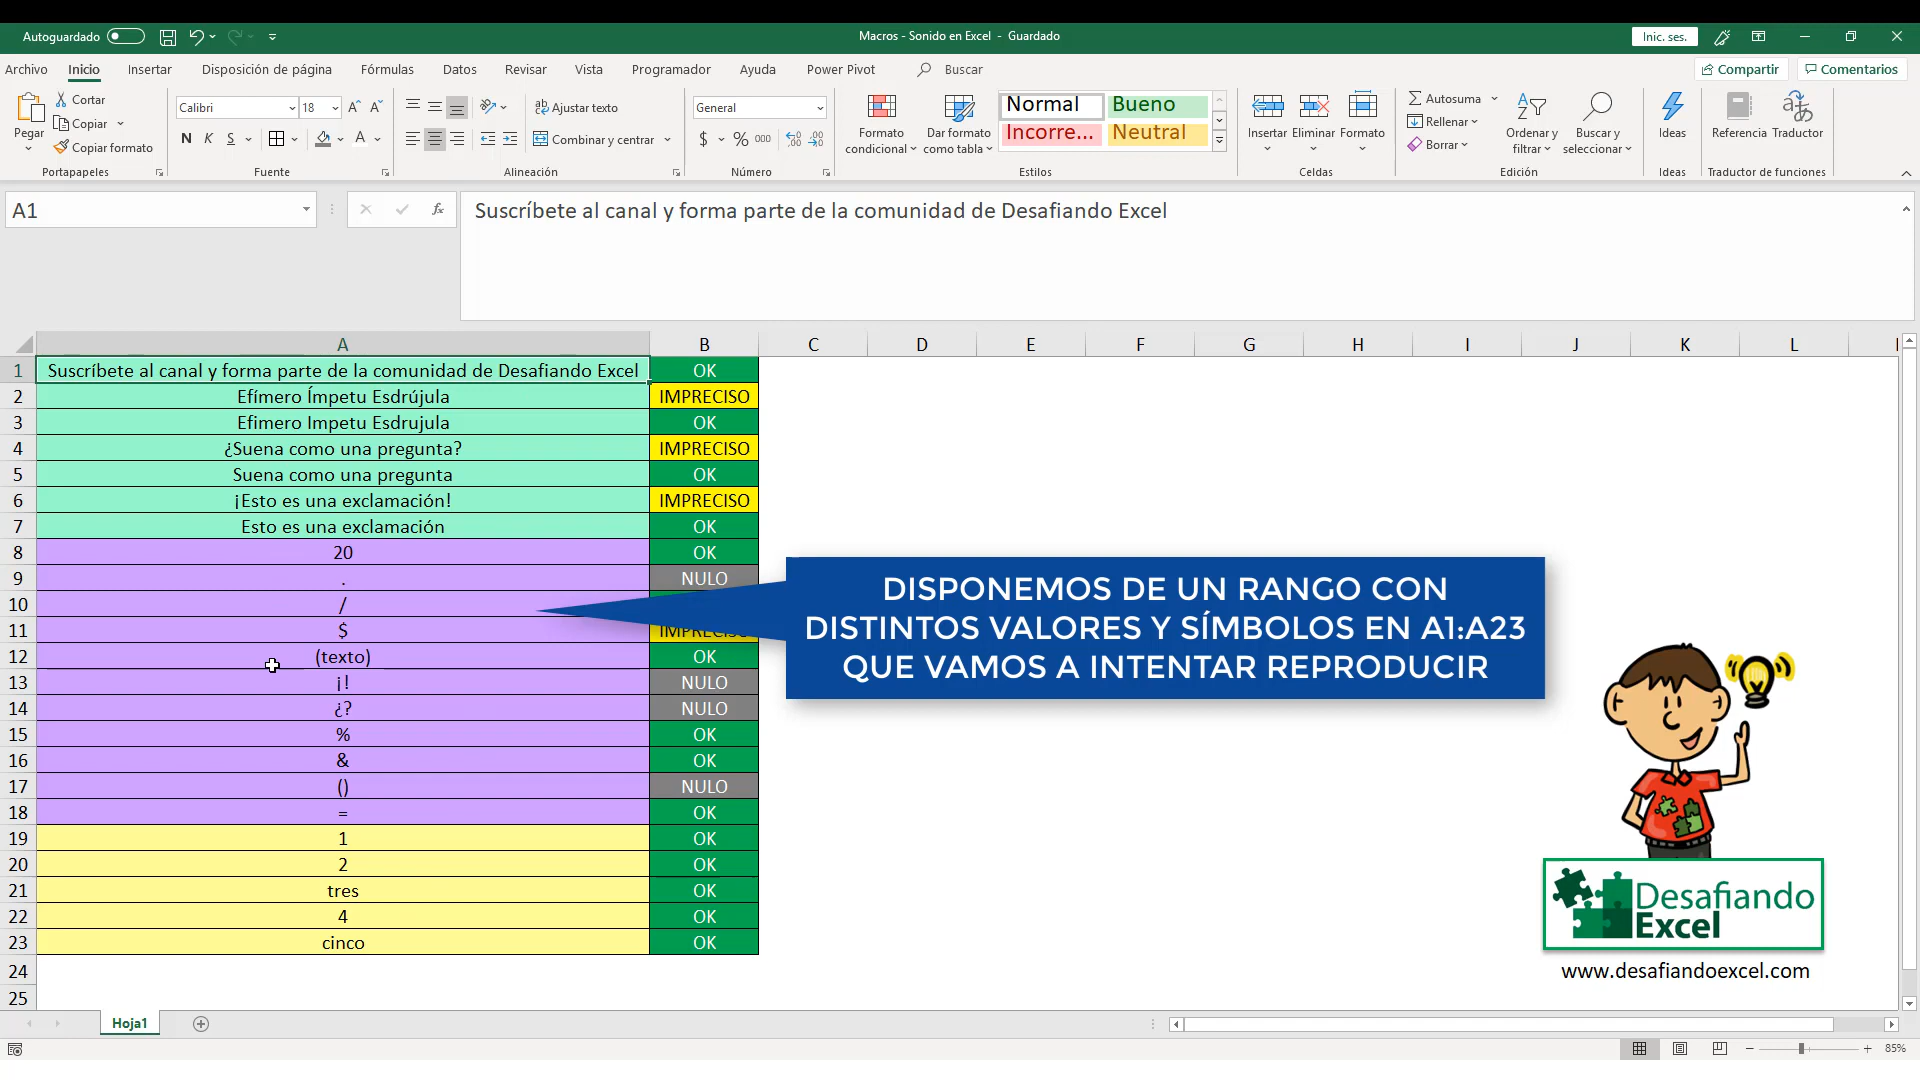 Autoguardado
Macros - Sonido en Excel - Guardado
Inic. ses.
Archivo Inicio Insertar Disposición de página Fórmulas Datos Revisar Vista Programador Ayuda Power Pivot Buscar Compartir Comentarios
Pegar
Cortar
Copiar
Copiar formato
Portapapeles
Calibri 18
N K S
A
Fuente
Ajustar texto
Combinar y centrar
Alineación
General
$ % 000
Número
Formato condicional
Dar formato como tabla
Normal Bueno
Incorre... Neutral
Estilos
Insertar Eliminar Formato
Celdas
Autosuma
Rellenar
Borrar
Ordenar y filtrar
Buscar y seleccionar
Edición
Ideas
Ideas
Referencia Traductor
Traductor de funciones
A1 fx Suscríbete al canal y forma parte de la comunidad de Desafiando Excel
A B C D E F G H I J K L
1 Suscríbete al canal y forma parte de la comunidad de Desafiando Excel OK
2 Efímero Ímpetu Esdrújula IMPRECISO
3 Efimero Impetu Esdrujula OK
4 ¿Suena como una pregunta? IMPRECISO
5 Suena como una pregunta OK
6 ¡Esto es una exclamación! IMPRECISO
7 Esto es una exclamación OK
8 20 OK
9 . NULO
10 /
11 $ IMPRECISO
12 (texto) OK
13 ¡! NULO
14 ¿? NULO
15 % OK
16 & OK
17 () NULO
18 = OK
19 1 OK
20 2 OK
21 tres OK
22 4 OK
23 cinco OK
24
25
DISPONEMOS DE UN RANGO CON
DISTINTOS VALORES Y SÍMBOLOS EN A1:A23
QUE VAMOS A INTENTAR REPRODUCIR
Desafiando
Excel
www.desafiandoexcel.com
Hoja1
85%